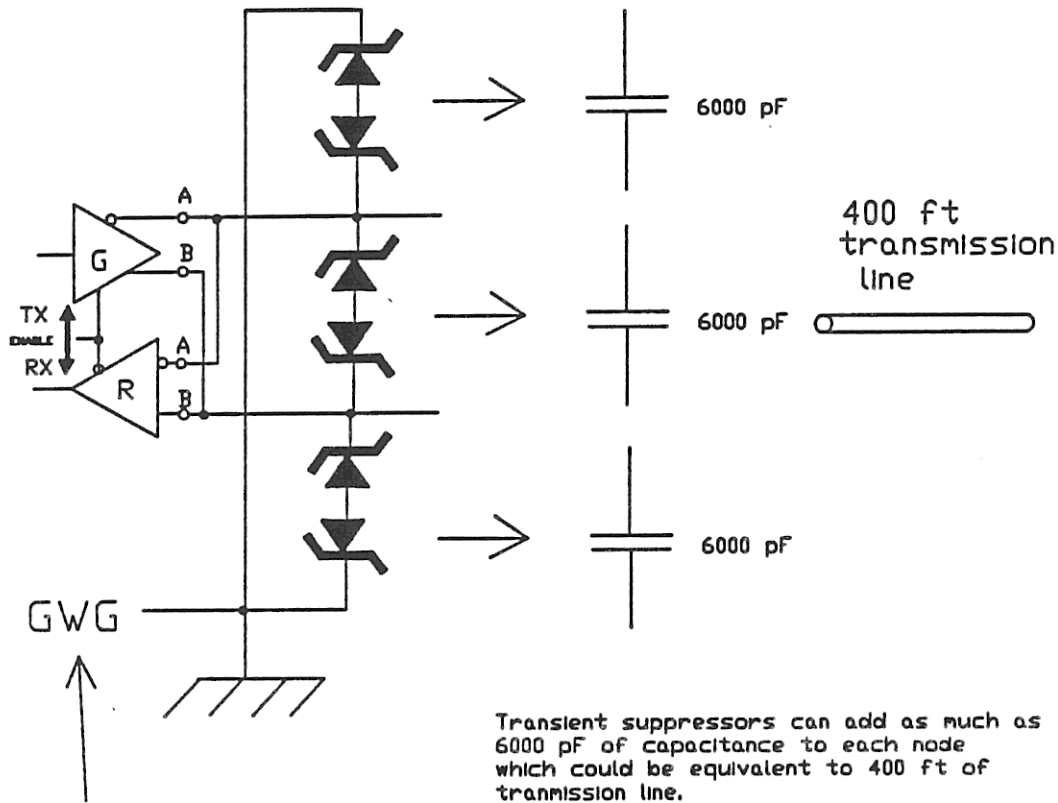 6000 pF
A
400 ft
transmission
line
G
B
TX
ENABLE
RX
6000 pF
A
R
B
6000 pF
GWG
Transient suppressors can add as much as
6000 pF of capacitance to each node
which could be equivalent to 400 ft of
tranmission line.